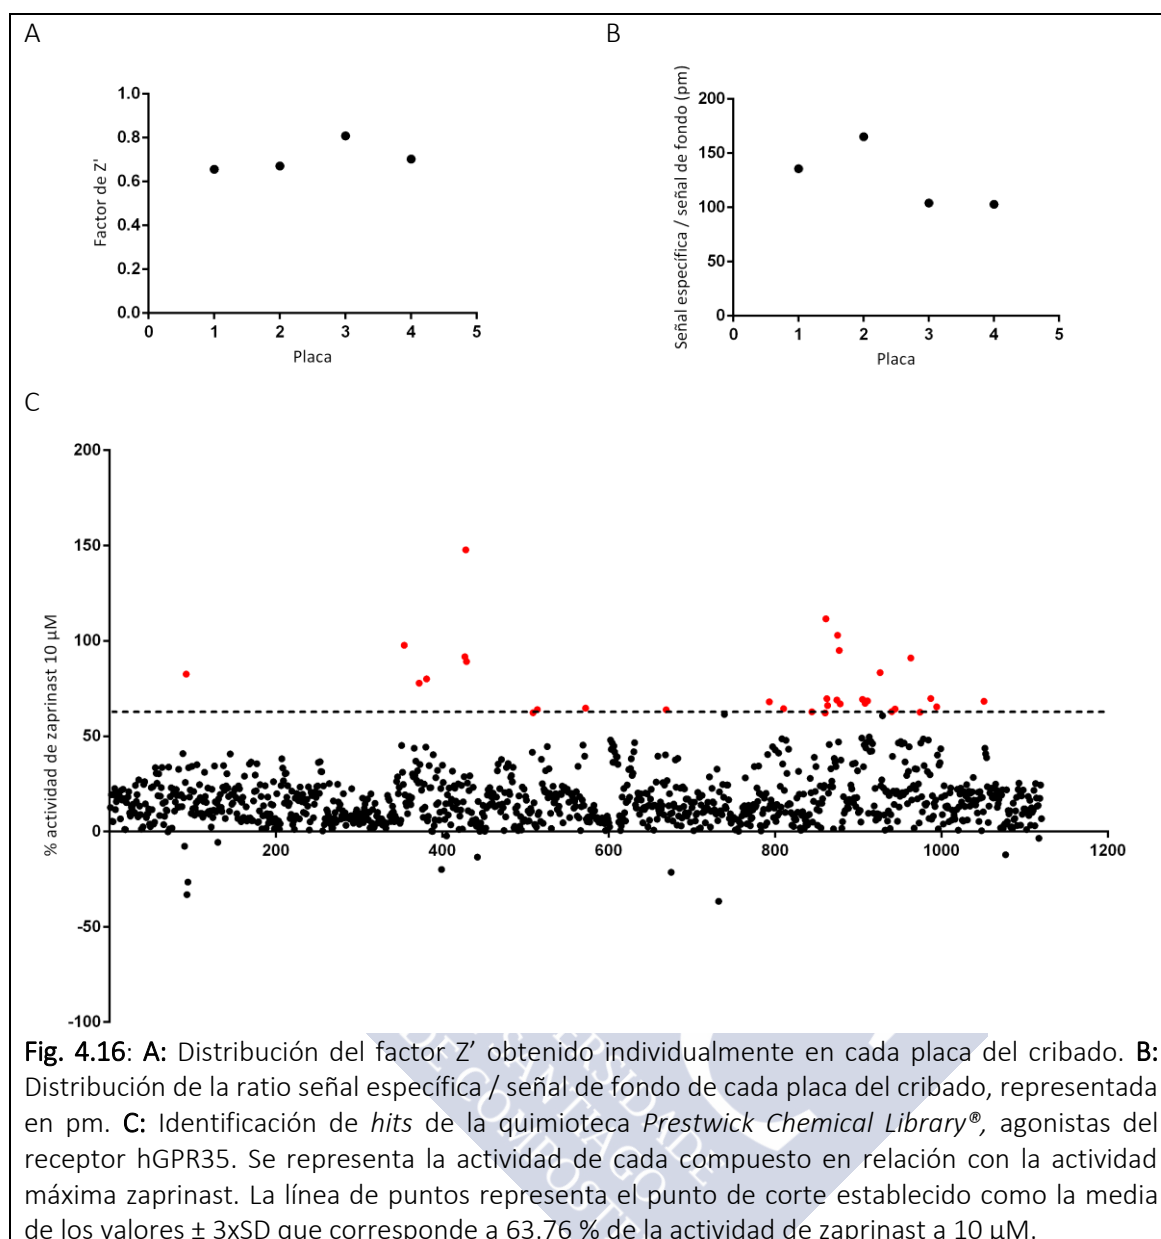 A
B
1.0
0.8
0.6
0.4
0.2
0.0
Factor de Z'
0 1 2 3 4 5
Placa
200
150
100
50
0
Señal específica / señal de fondo (pm)
0 1 2 3 4 5
Placa
C
200
150
100
50
0
-50
-100
% actividad de zaprinast 10 µM
200 400 600 800 1000 1200
Fig. 4.16: A: Distribución del factor Z’ obtenido individualmente en cada placa del cribado. B:
Distribución de la ratio señal específica / señal de fondo de cada placa del cribado, representada
en pm. C: Identificación de hits de la quimioteca Prestwick Chemical Library®, agonistas del
receptor hGPR35. Se representa la actividad de cada compuesto en relación con la actividad
máxima zaprinast. La línea de puntos representa el punto de corte establecido como la media
de los valores ± 3xSD que corresponde a 63.76 % de la actividad de zaprinast a 10 µM.